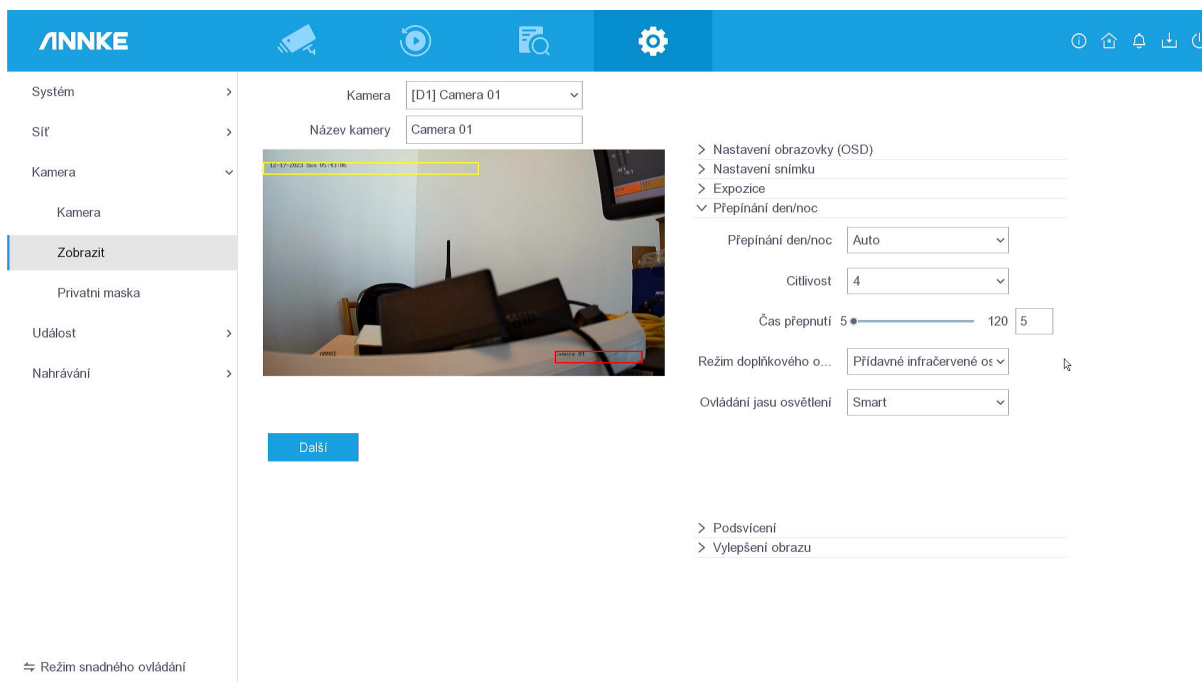 ANNKE
Systém
Síť
Kamera
Kamera
Zobrazit
Privatni maska
Událost
Nahrávání
Režim snadného ovládání
Kamera [D1] Camera 01
Název kamery Camera 01
12-17-2023 Sun 05:43:06
ANNKE
Camera 01
Další
Nastavení obrazovky (OSD)
Nastavení snímku
Expozice
Přepínání den/noc
Přepínání den/noc Auto
Citlivost 4
Čas přepnutí 5 120 5
Režim doplňkového o... Přídavné infračervené os
Ovládání jasu osvětlení Smart
Podsvícení
Vylepšení obrazu